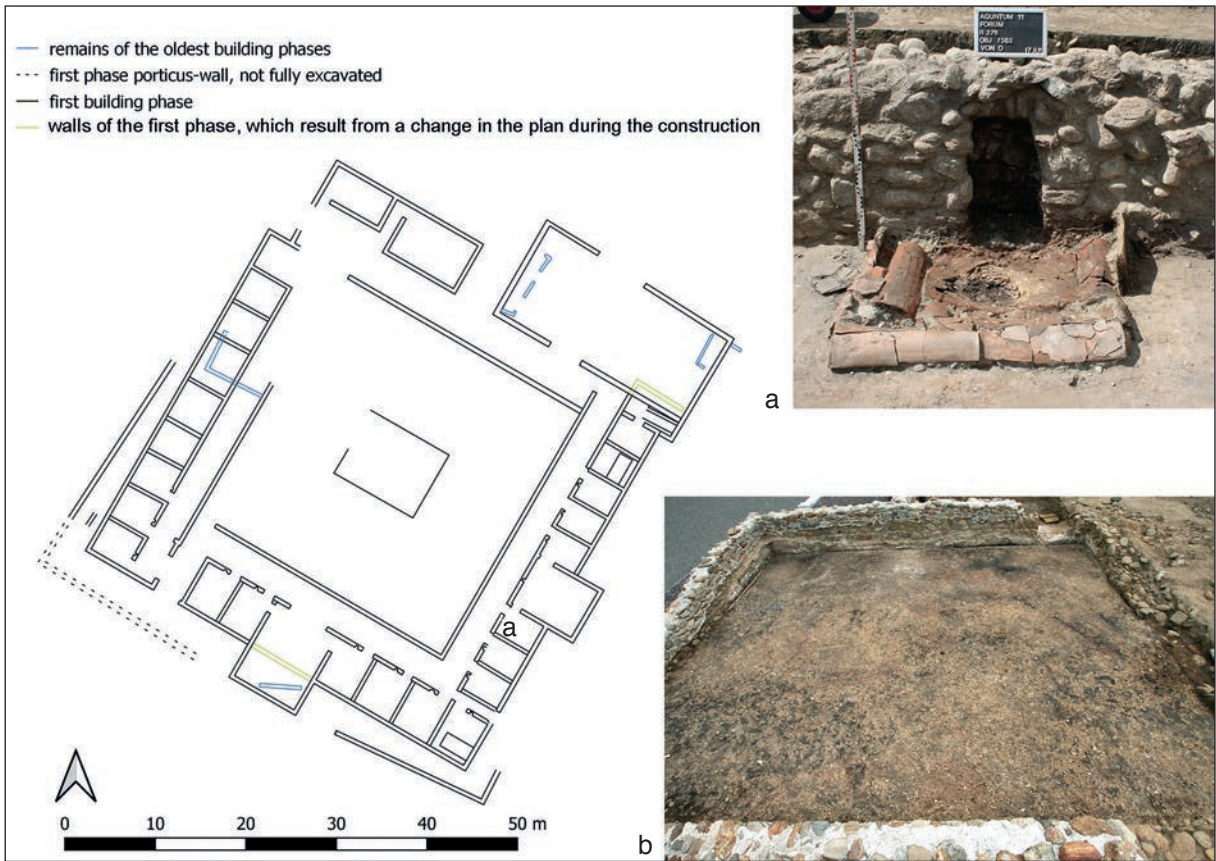 remains of the oldest building phases
first phase porticus-wall, not fully excavated
first building phase
walls of the first phase, which result from a change in the plan during the construction
AGUNTUM 11
FORUM
R 275
VON O
a
a
b
0 10 20 30 40 50 m